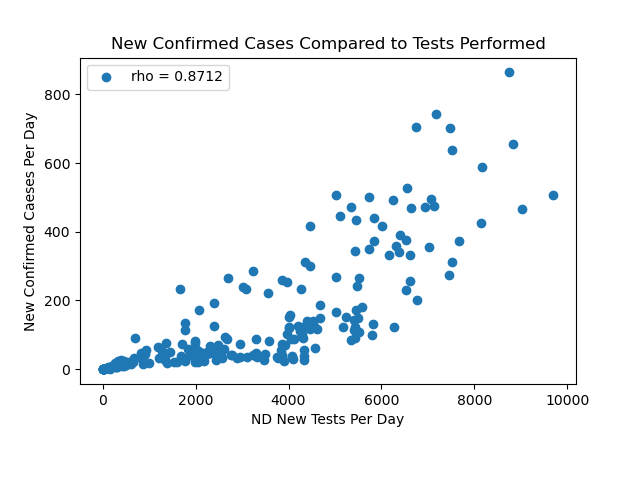 New Confirmed Cases Compared to Tests Performed
rho = 0.8712
New Confirmed Caeses Per Day
800
600
400
200
0
0 2000 4000 6000 8000 10000
ND New Tests Per Day